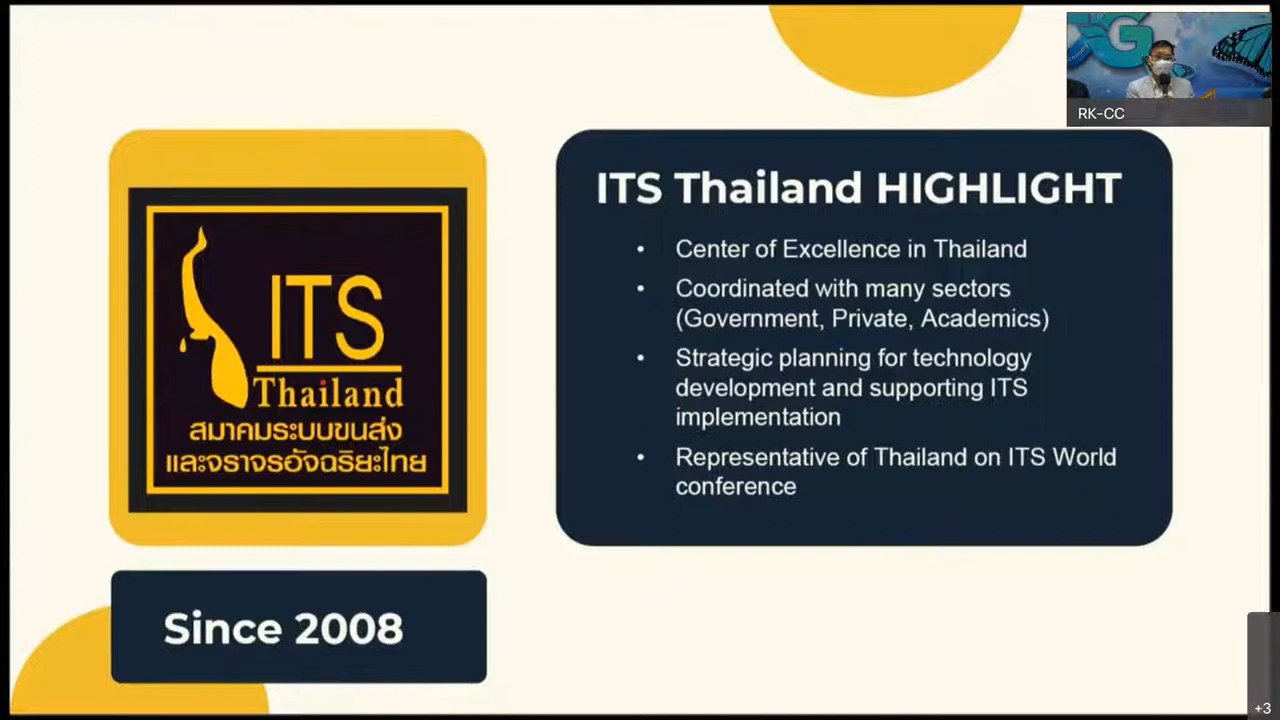 RK-CC
ITS
Thailand
สมาคมระบบขนส่ง
และจราจรอัจฉริยะไทย
Since 2008
ITS Thailand HIGHLIGHT
• Center of Excellence in Thailand
• Coordinated with many sectors
(Government, Private, Academics)
• Strategic planning for technology
development and supporting ITS
implementation
• Representative of Thailand on ITS World
conference
+3